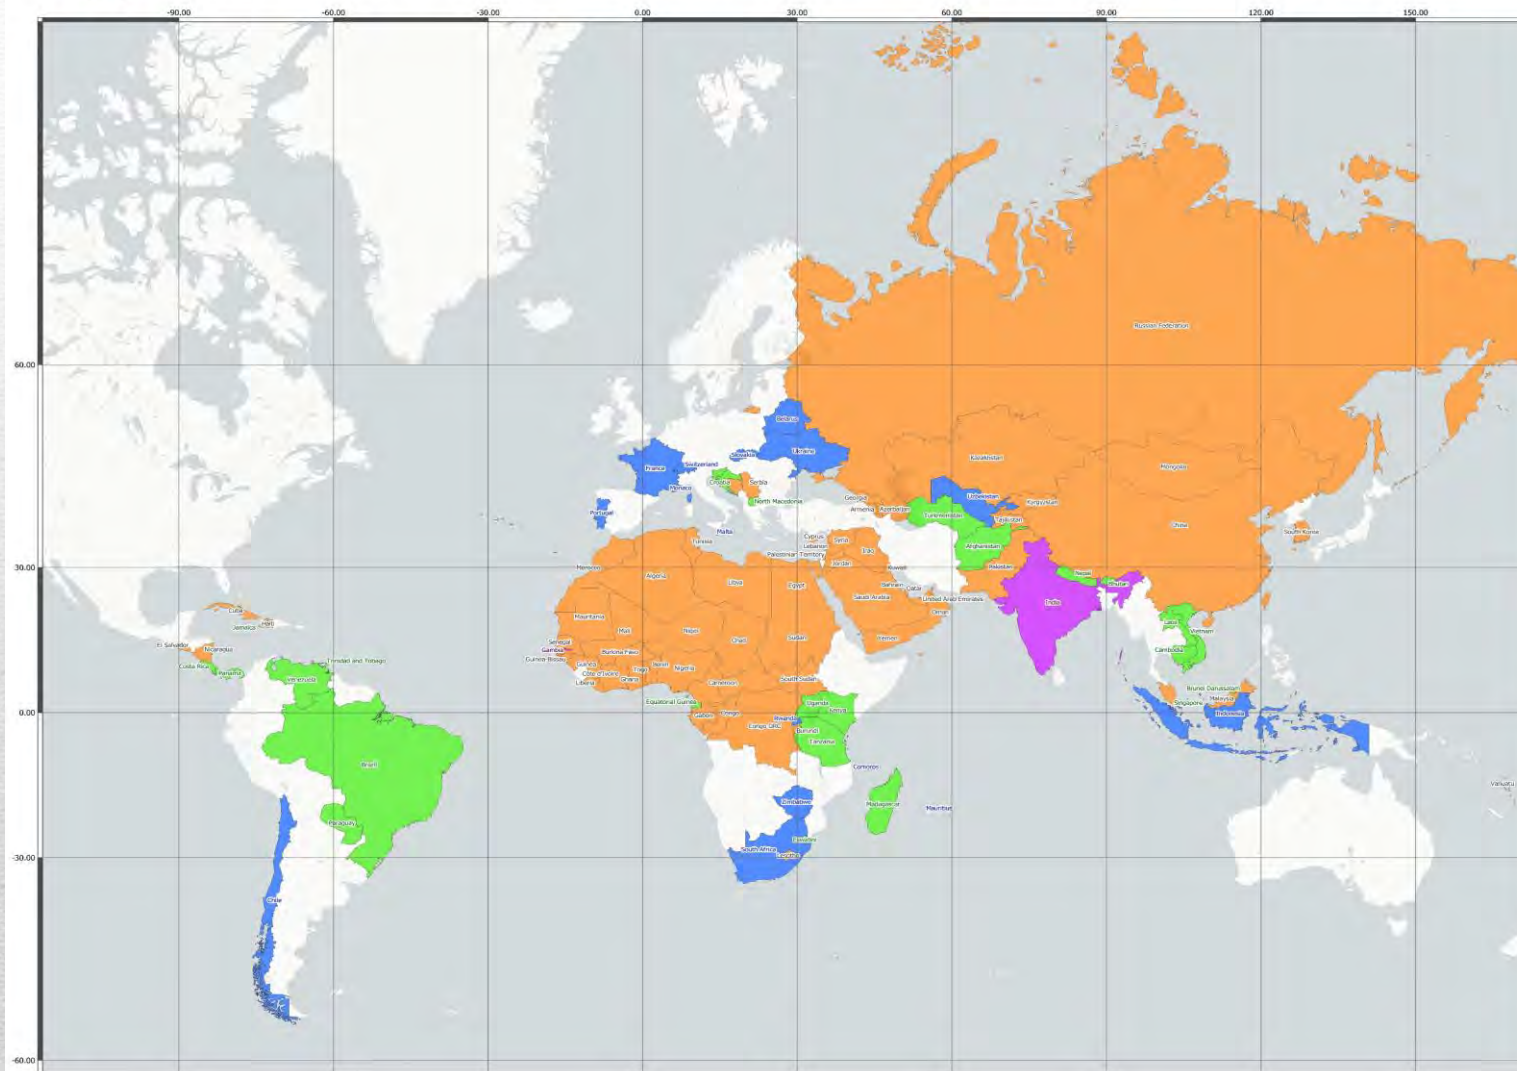 -90.00
-60.00
-30.00
0.00
30.00
60.00
90.00
120.00
150.00
60.00
30.00
0.00
-30.00
-60.00
Russian Federation
Belarus
Ukraine
Slovakia
Switzerland
France
Monaco
Croatia
Serbia
North Macedonia
Portugal
Malta
Kazakhstan
Mongolia
Georgia
Armenia
Azerbaijan
Uzbekistan
Kyrgyzstan
Turkmenistan
Tajikistan
China
South Korea
Cyprus
Lebanon
Syria
Iraq
Palestinian Territory
Jordan
Afghanistan
Pakistan
Kuwait
Bahrain
Qatar
United Arab Emirates
Saudi Arabia
Oman
Yemen
Nepal
Bhutan
India
Laos
Vietnam
Cambodia
Brunei Darussalam
Malaysia
Singapore
Indonesia
Vanuatu
Tunisia
Morocco
Algeria
Libya
Egypt
Mauritania
Mali
Niger
Chad
Sudan
Senegal
Gambia
Guinea-Bissau
Guinea
Burkina Faso
Côte d'Ivoire
Liberia
Ghana
Togo
Benin
Nigeria
Cameroon
South Sudan
Equatorial Guinea
Gabon
Congo
Congo DRC
Uganda
Kenya
Rwanda
Burundi
Tanzania
Comoros
Madagascar
Mauritius
Zimbabwe
South Africa
Eswatini
Lesotho
Cuba
Jamaica
Haiti
El Salvador
Nicaragua
Costa Rica
Panama
Trinidad and Tobago
Venezuela
Brazil
Paraguay
Chile